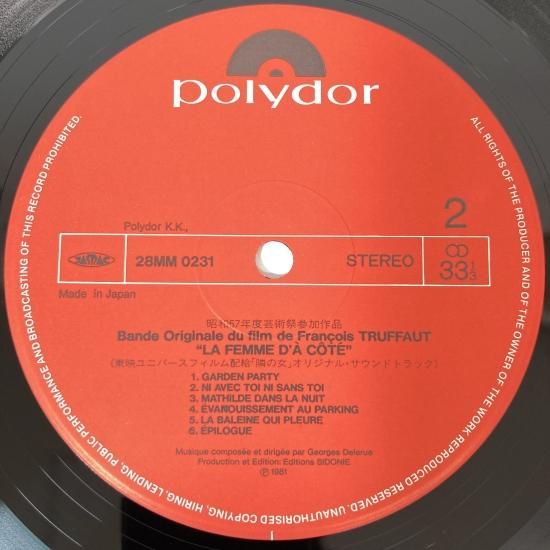 polydor
ALL RIGHTS OF THE PRODUCER AND OF THE OWNER OF THE WORK REPRODUCED RESERVED. UNAUTHORISED COPYING, HIRING, LENDING, PUBLIC PERFORMANCE AND BROADCASTING OF THIS RECORD PROHIBITED.
2
Polydor K.K.,
JASRAC
28MM 0231
STEREO
33 1/3
Made in Japan
昭和57年度芸術祭参加作品
Bande Originale du film de François TRUFFAUT
"LA FEMME D'À CÔTÉ"
(東映ユニバースフィルム配給「隣の女」オリジナル・サウンドトラック)
1. GARDEN PARTY
2. NI AVEC TOI NI SANS TOI
3. MATHILDE DANS LA NUIT
4. ÉVANOUISSEMENT AU PARKING
5. LA BALEINE QUI PLEURE
6. ÉPILOGUE
Musique composée et dirigée par Georges Delerue
Production et Edition: Editions SIDONIE
Ⓟ1981